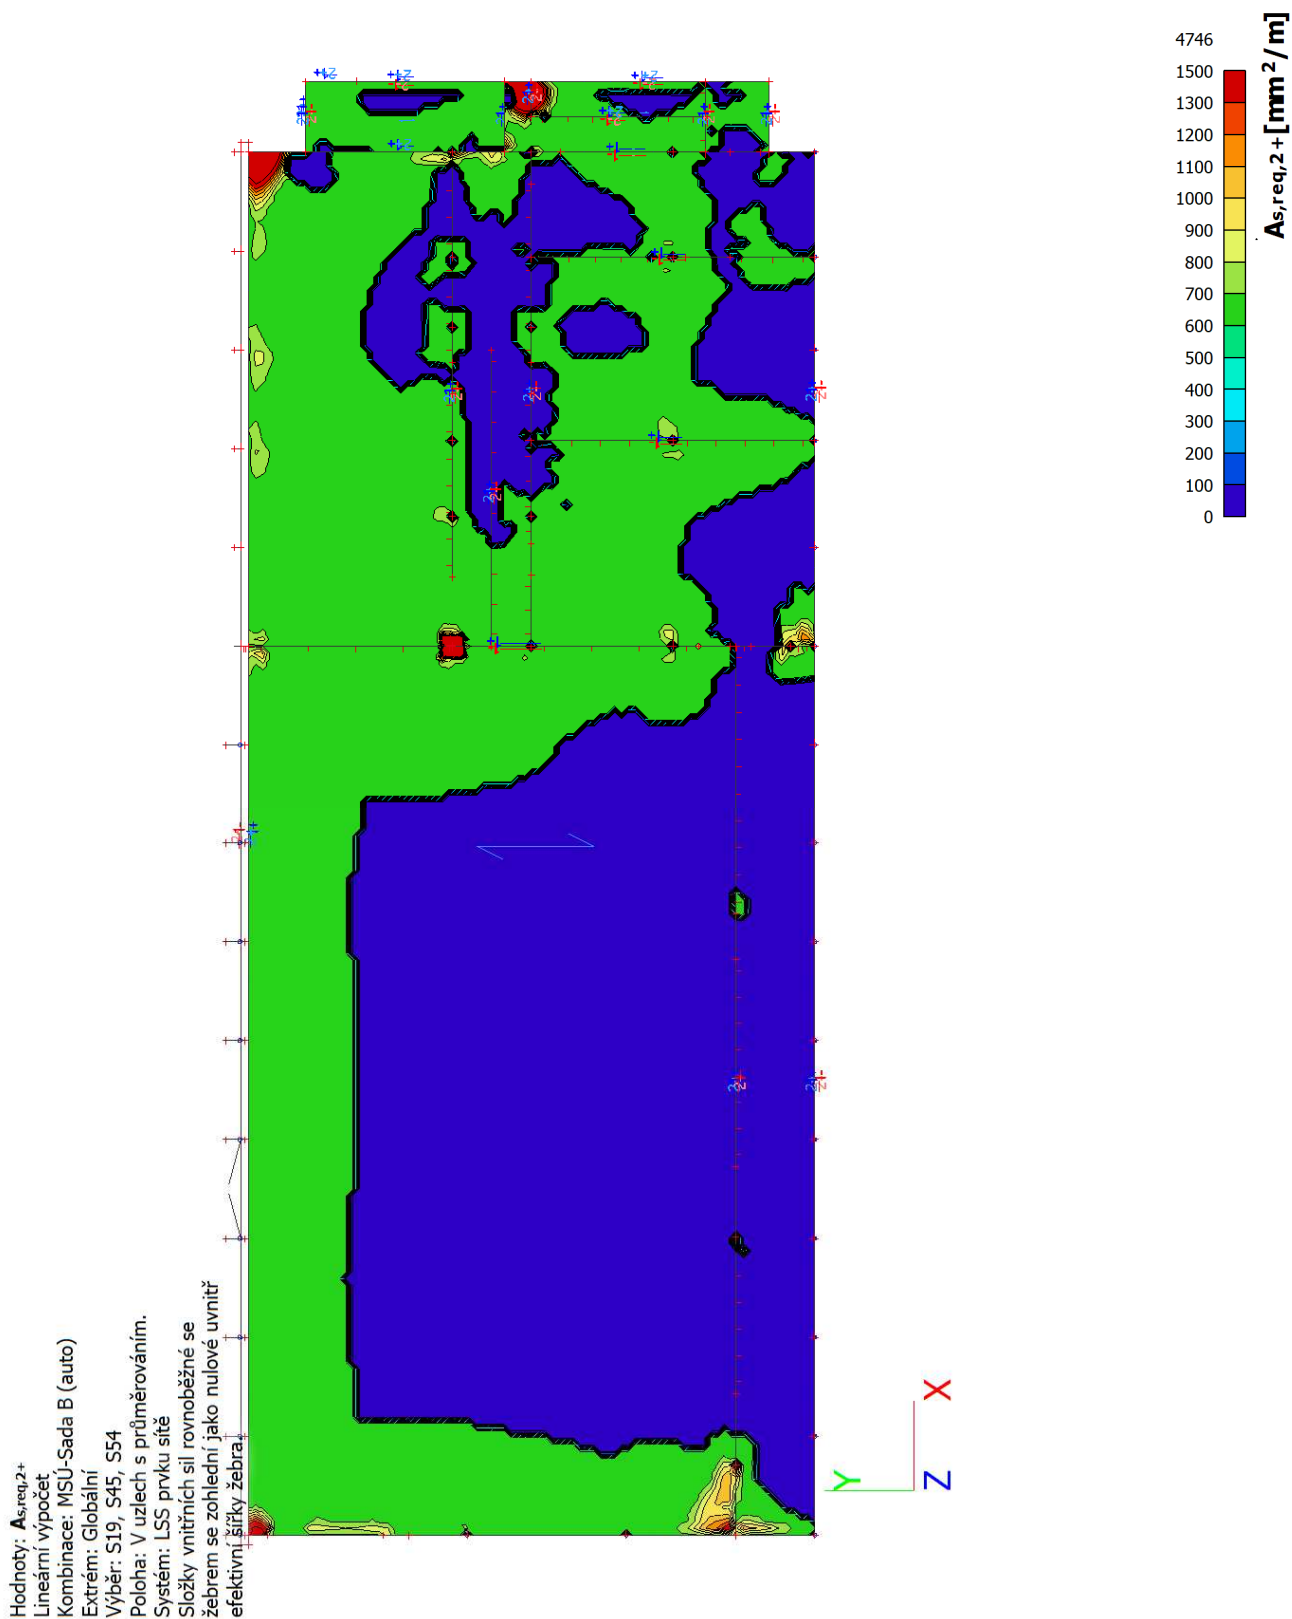 4746
1500
1300
1200
1100
1000
900
800
700
600
500
400
300
200
100
0
As,req,2+[mm²/m]
Hodnoty: As,req,2+
Lineární výpočet
Kombinace: MSÚ-Sada B (auto)
Extrém: Globální
Výběr: S19, S45, S54
Poloha: V uzlech s průměrováním.
Systém: LSS prvku sítě
Složky vnitřních sil rovnoběžné se
žebrem se zohlední jako nulové uvnitř
efektivní šířky žebra.
Y
X
Z